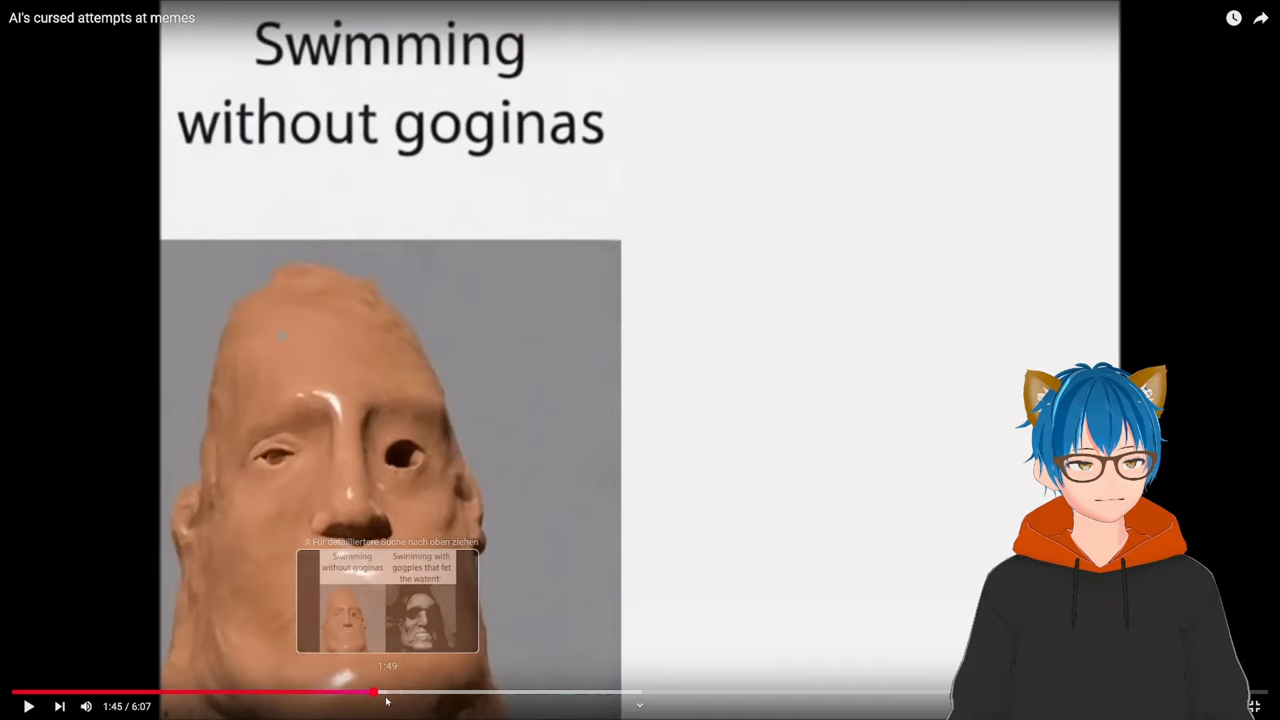 AI's cursed attempts at memes
Swimming
without goginas
Für detailliertere Suche nach oben ziehen
Swimming
without goginas
Swiniming with
gogples that fet
the watent:
1:49
1:45 / 6:07